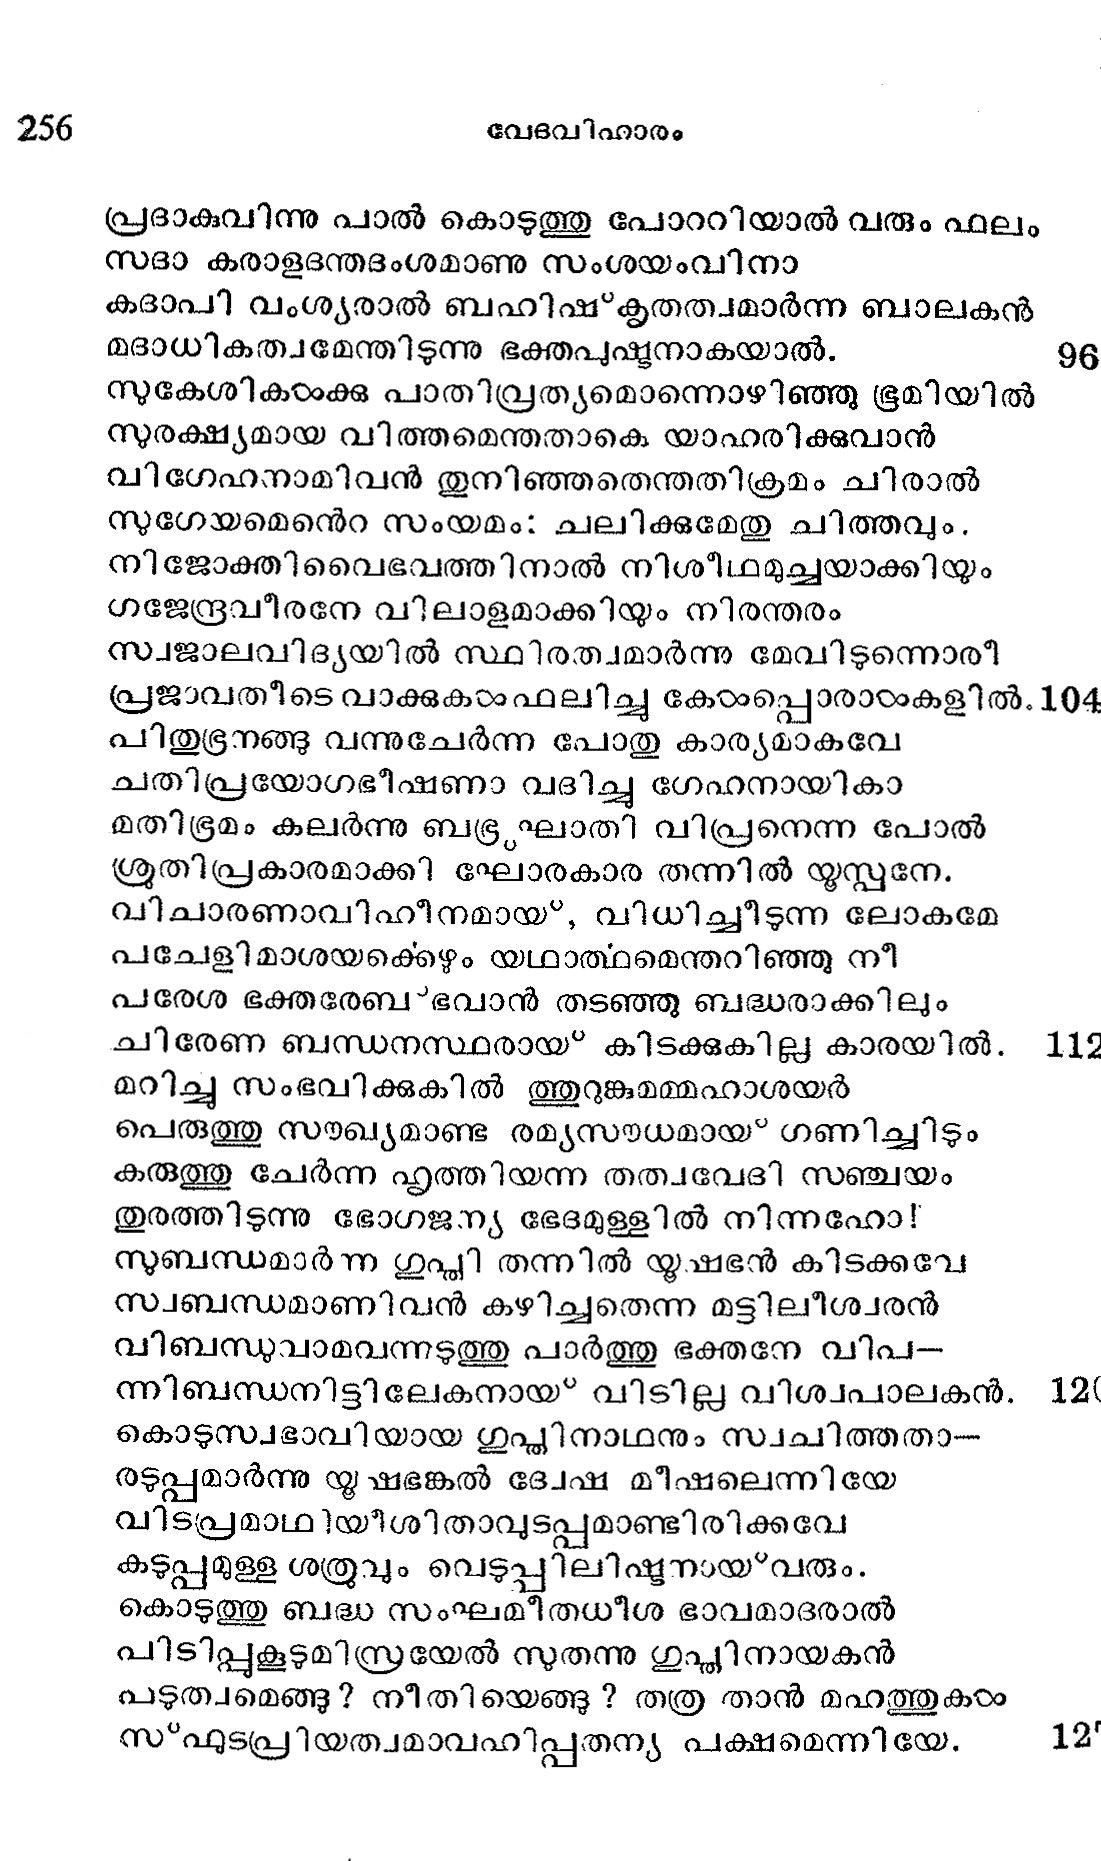 256
വേദവിഹാരം
പ്രദാകുവിന്നു പാൽ കൊടുത്തു പോററിയാൽ വരും ഫലം
സദാ കരാളദന്തദംശമാണു സംശയംവിനാ
കദാപി വംശ്യരാൽ ബഹിഷ്കൃതത്വമാർന്ന ബാലകൻ
മദാധികത്വമേന്തിടുന്നു ഭക്തപുഷ്ടനാകയാൽ. 96
സുകേശികൾക്കു പാതിവ്രത്യമൊന്നൊഴിഞ്ഞു ഭൂമിയിൽ
സുരക്ഷ്യമായ വിത്തമെന്തതാകെ യാഹരിക്കുവാൻ
വിഗേഹനാമിവൻ തുനിഞ്ഞതെന്തതിക്രമം ചിരാൽ
സുഗേയമെൻെറ സംയമം: ചലിക്കുമേതു ചിത്തവും.
നിജോക്തിവൈഭവത്തിനാൽ നിശീഥമുച്ചയാക്കിയും
ഗജേന്ദ്രവീരനേ വിലാളമാക്കിയും നിരന്തരം
സ്വജാലവിദ്യയിൽ സ്ഥിരത്വമാർന്നു മേവിടുന്നൊരീ
പ്രജാവതീടെ വാക്കുകൾ ഫലിച്ചു കേൾപ്പൊരാൾകളിൽ. 104
പിതുഭ്രനങ്ങു വന്നുചേർന്ന പോതു കാര്യമാകവേ
ചതിപ്രയോഗഭീഷണാ വദിച്ചു ഗേഹനായികാ
മതിഭ്രമം കലർന്നു ബഭ്രുഘാതി വിപ്രനെന്ന പോൽ
ശ്രുതിപ്രകാരമാക്കി ഘോരകാര തന്നിൽ യൂസ്പനേ.
വിചാരണാവിഹീനമായ്, വിധിച്ചീടുന്ന ലോകമേ
പചേളിമാശയർക്കെഴും യഥാർത്ഥമെന്തറിഞ്ഞു നീ
പരേശ ഭക്തരേബ്ഭവാൻ തടഞ്ഞു ബദ്ധരാക്കിലും
ചിരേണ ബന്ധനസ്ഥരായ് കിടക്കുകില്ല കാരയിൽ. 112
മറിച്ചു സംഭവിക്കുകിൽ ത്തുറുങ്കുമമ്മഹാശയർ
പെരുത്തു സൗഖ്യമാണ്ട രമ്യസൗധമായ് ഗണിച്ചിടും
കരുത്തു ചേർന്ന ഹൃത്തിയന്ന തത്വവേദി സഞ്ചയം
തുരത്തിടുന്നു ഭോഗജന്യ ഭേദമുള്ളിൽ നിന്നഹോ!
സുബന്ധമാർന്ന ഗുപ്തി തന്നിൽ യൂഷഭൻ കിടക്കവേ
സ്വബന്ധമാണിവൻ കഴിച്ചതെന്ന മട്ടിലീശ്വരൻ
വിബന്ധുവാമവന്നടുത്തു പാർത്തു ഭക്തനേ വിപ—
ന്നിബന്ധനിട്ടിലേകനായ് വിടില്ല വിശ്വപാലകൻ. 120
കൊടുസ്വഭാവിയായ ഗുപ്തിനാഥനും സ്വചിത്തതാ—
രടുപ്പമാർന്നു യൂഷഭങ്കൽ ദ്വേഷ മീഷലെന്നിയേ
വിടപ്രമാഥിയീശിതാവുടപ്പമാണ്ടിരിക്കവേ
കടുപ്പമുള്ള ശത്രുവും വെടുപ്പിലിഷ്ടനായ്‌വരും.
കൊടുത്തു ബദ്ധ സംഘമീതധീശ ഭാവമാദരാൽ
പിടിപ്പുകൂടുമിസ്രയേൽ സുതന്നു ഗുപ്തിനായകൻ
പടുത്വമെങ്ങു? നീതിയെങ്ങു? തത്ര താൻ മഹത്തുകൾ
സ്ഫുടപ്രിയത്വമാവഹിപ്പതന്യ പക്ഷമെന്നിയേ. 127